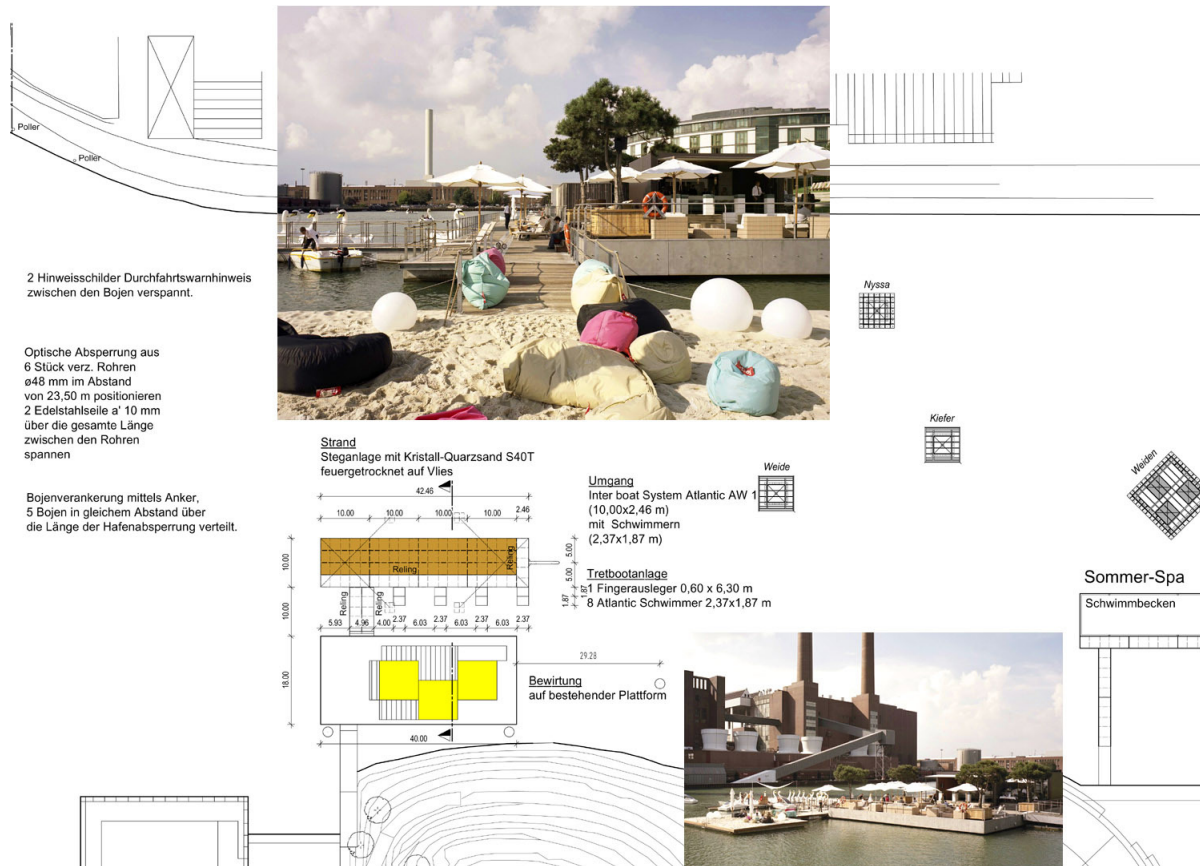 Poller
Poller
2 Hinweisschilder Durchfahrtswarnhinweis
zwischen den Bojen verspannt.
Optische Absperrung aus
6 Stück verz. Rohren
ø48 mm im Abstand
von 23,50 m positionieren
2 Edelstahlseile a' 10 mm
über die gesamte Länge
zwischen den Rohren
spannen
Bojenverankerung mittels Anker,
5 Bojen in gleichem Abstand über
die Länge der Hafenabsperrung verteilt.
Nyssa
Kiefer
Weide
Weiden
Strand
Steganlage mit Kristall-Quarzsand S40T
feuergetrocknet auf Vlies
42.46
10.00 10.00 10.00 10.00 2.46
10.00
Reling
Reling
5.00
5.00
1.87
1.87
10.00
Reling
Reling
5.93 4.96 4.00 2.37 6.03 2.37 6.03 2.37 6.03 2.37
18.00
40.00
29.28
Umgang
Inter boat System Atlantic AW 1
(10,00x2,46 m)
mit Schwimmern
(2,37x1,87 m)
Tretbootanlage
1 Fingerausleger 0,60 x 6,30 m
8 Atlantic Schwimmer 2,37x1,87 m
Bewirtung
auf bestehender Plattform
Sommer-Spa
Schwimmbecken